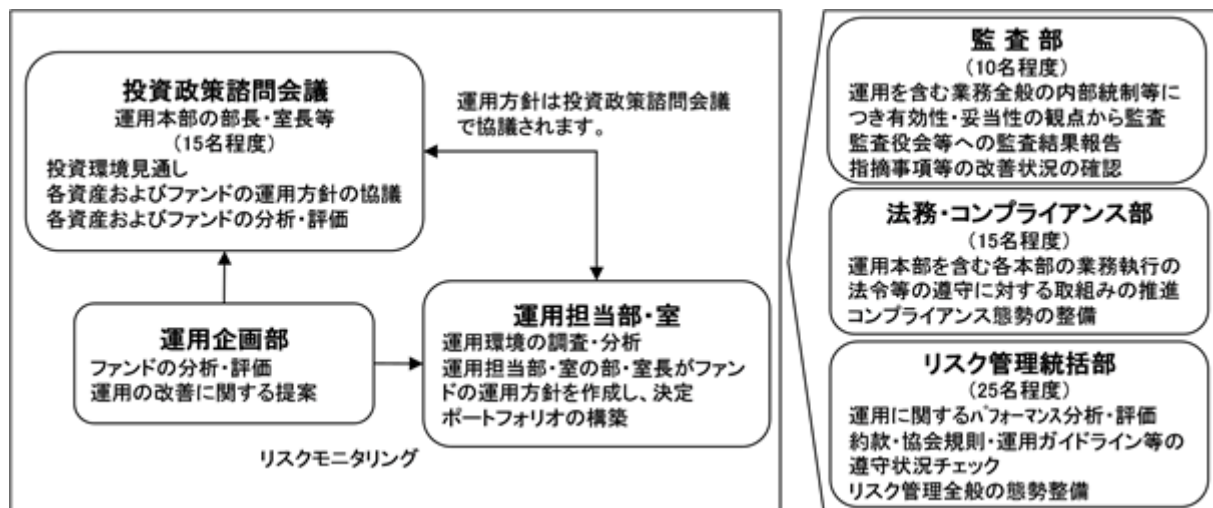 投資政策諮問会議
運用本部の部長・室長等
(15名程度)
投資環境見通し
各資産およびファンドの運用方針の協議
各資産およびファンドの分析・評価
運用方針は投資政策諮問会議
で協議されます。
運用企画部
ファンドの分析・評価
運用の改善に関する提案
運用担当部・室
運用環境の調査・分析
運用担当部・室の部・室長がファン
ドの運用方針を作成し、決定
ポートフォリオの構築
リスクモニタリング
監 査 部
(10名程度)
運用を含む業務全般の内部統制等に
つき有効性・妥当性の観点から監査
監査役会等への監査結果報告
指摘事項等の改善状況の確認
法務・コンプライアンス部
(15名程度)
運用本部を含む各本部の業務執行の
法令等の遵守に対する取組みの推進
コンプライアンス態勢の整備
リスク管理統括部
(25名程度)
運用に関するパフォーマンス分析・評価
約款・協会規則・運用ガイドライン等の
遵守状況チェック
リスク管理全般の態勢整備